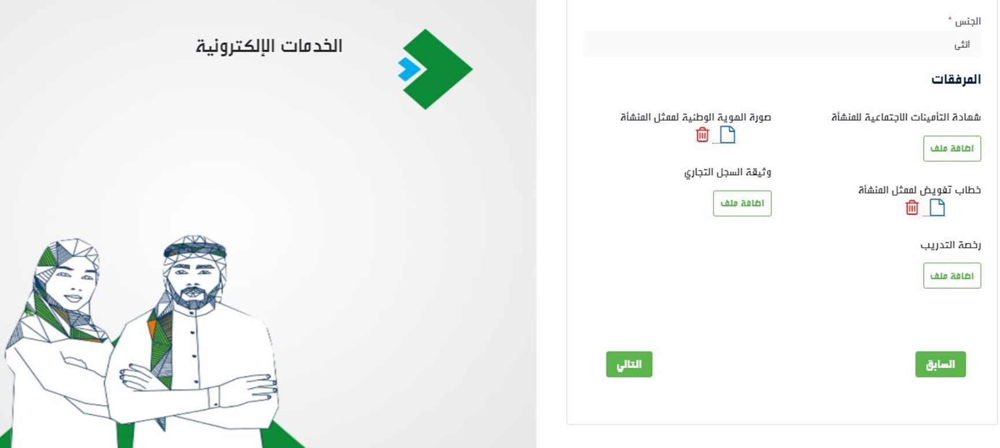 الخدمات الإلكترونية
الجنس *
أنثى
المرفقات
شهادة التأمينات الاجتماعية للمنشأة
اضافة ملف
صورة الهوية الوطنية لممثل المنشأة
خطاب تفويض لممثل المنشأة
وثيقة السجل التجاري
اضافة ملف
رخصة التدريب
اضافة ملف
السابق
التالي